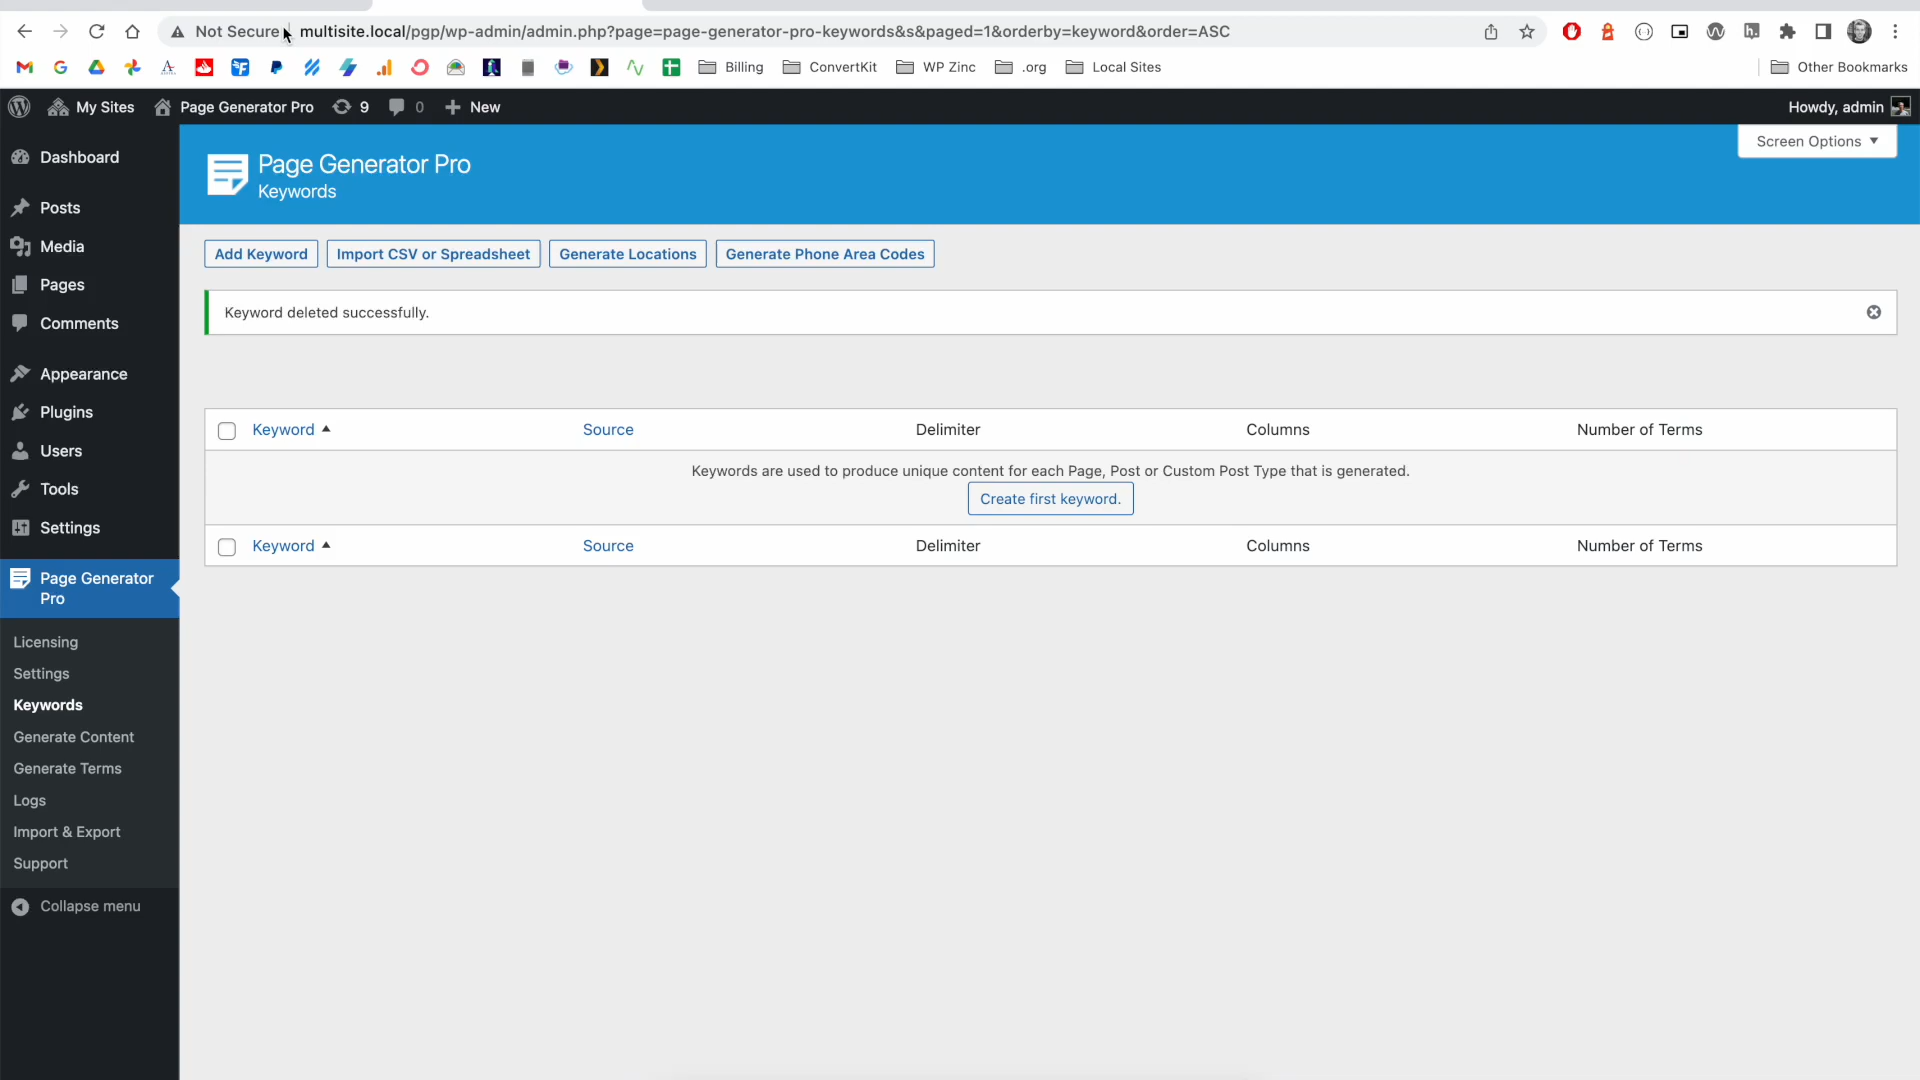 Not Secure
multisite.local/pgp/wp-admin/admin.php?page=page-generator-pro-keywords&s&paged=1&orderby=keyword&order=ASC
Billing
ConvertKit
WP Zinc
.org
Local Sites
Other Bookmarks
My Sites
Page Generator Pro
9
0
New
Howdy, admin
Dashboard
Posts
Media
Pages
Comments
Appearance
Plugins
Users
Tools
Settings
Page Generator
Pro
Licensing
Settings
Keywords
Generate Content
Generate Terms
Logs
Import & Export
Support
Collapse menu
Page Generator Pro
Keywords
Screen Options
Add Keyword
Import CSV or Spreadsheet
Generate Locations
Generate Phone Area Codes
Keyword deleted successfully.
Keyword
Source
Delimiter
Columns
Number of Terms
Keywords are used to produce unique content for each Page, Post or Custom Post Type that is generated.
Create first keyword.
Keyword
Source
Delimiter
Columns
Number of Terms